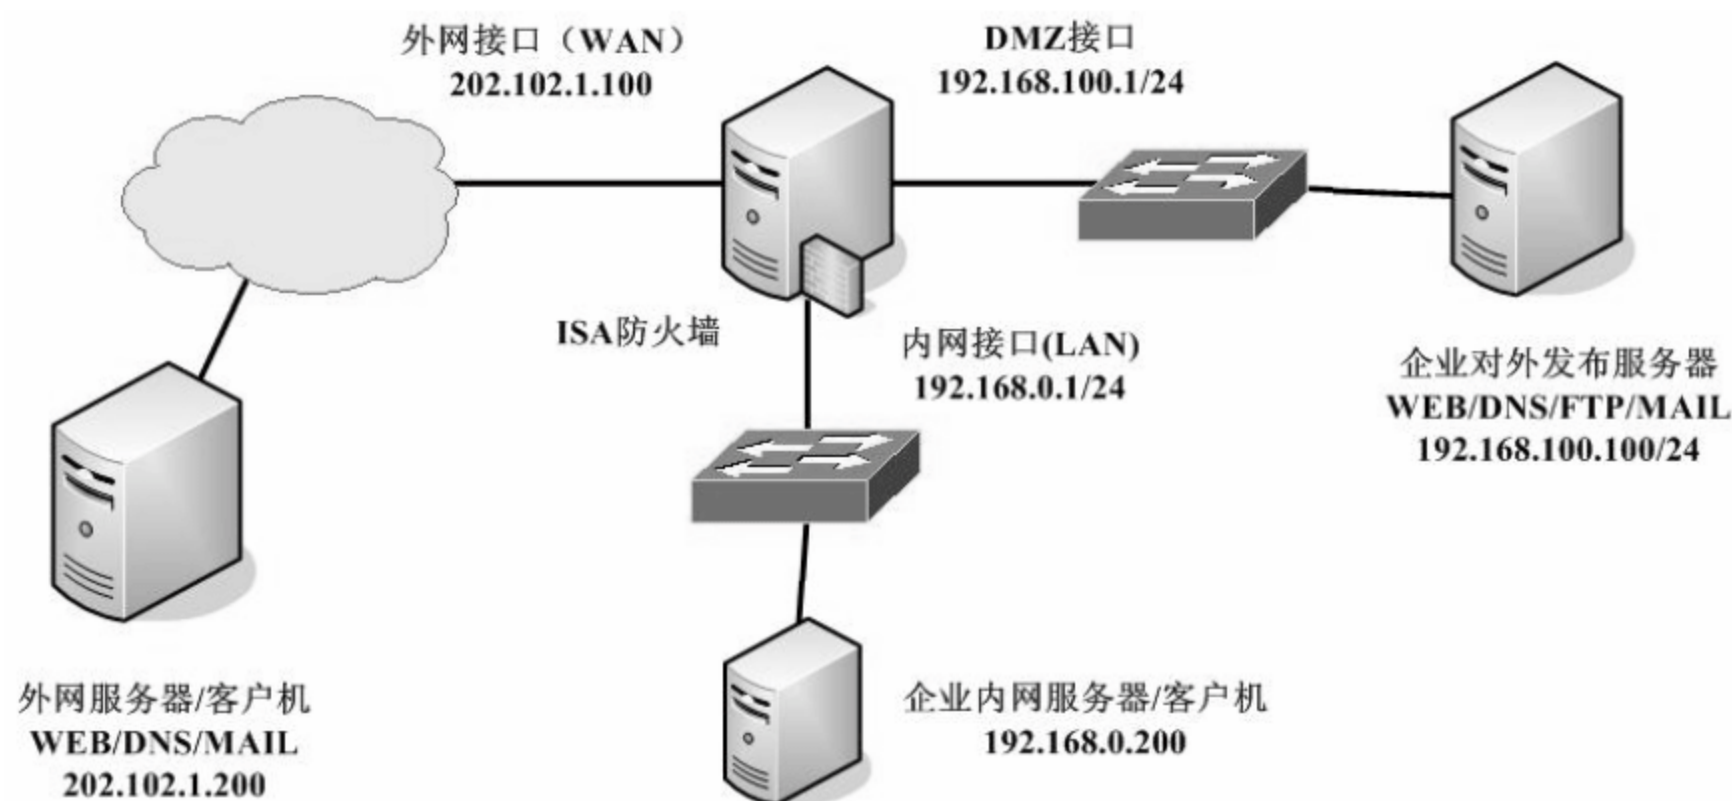 外网接口（WAN）
202.102.1.100
DMZ接口
192.168.100.1/24
ISA防火墙
内网接口(LAN)
192.168.0.1/24
企业对外发布服务器
WEB/DNS/FTP/MAIL
192.168.100.100/24
外网服务器/客户机
WEB/DNS/MAIL
202.102.1.200
企业内网服务器/客户机
192.168.0.200